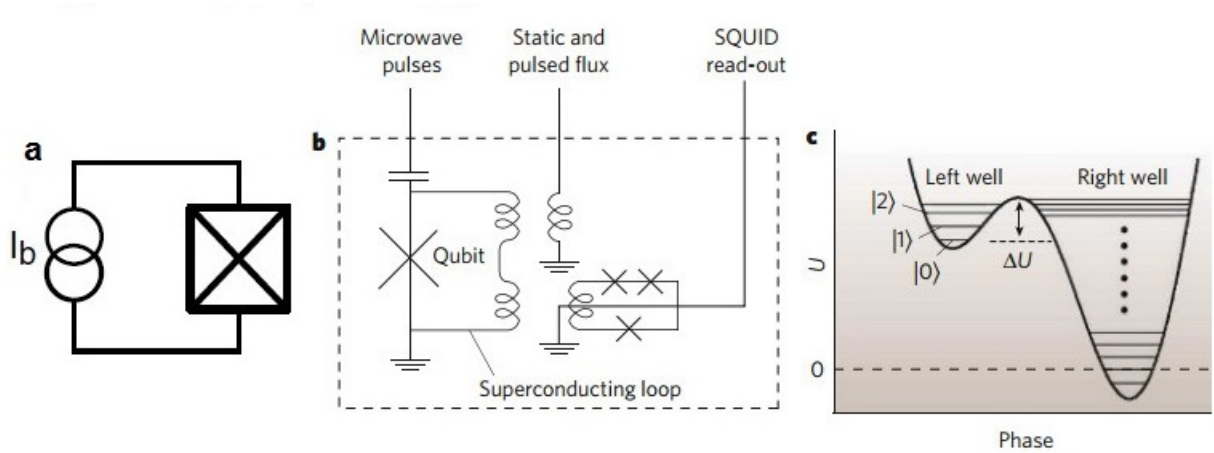 a
I_b
b
Microwave
pulses
Static and
pulsed flux
SQUID
read-out
Qubit
Superconducting loop
c
Left well
Right well
|2⟩
|1⟩
|0⟩
ΔU
U
0
Phase